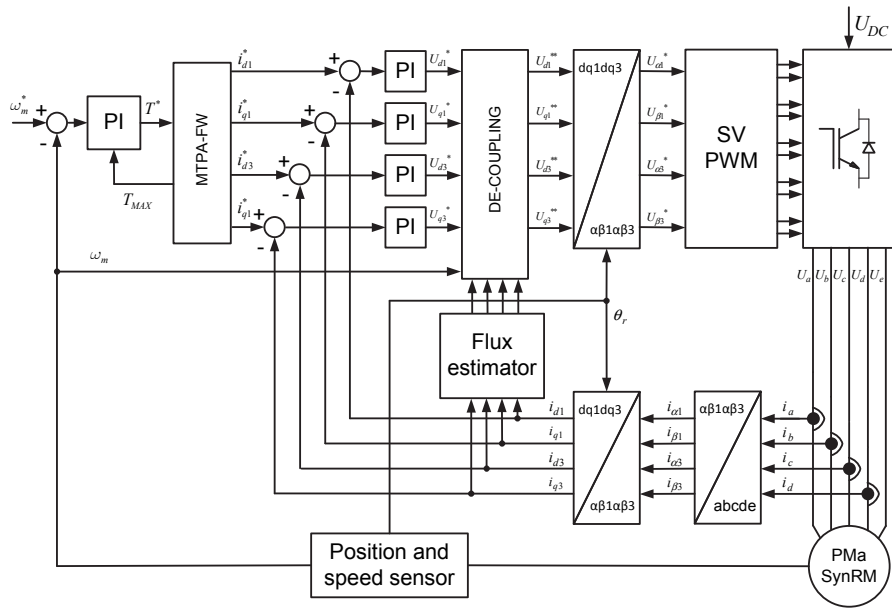 U_DC
i_d1^*
U_d1^* U_d1^** U_α1^*
ω_m^* + - PI T^* MTPA-FW T_MAX
+ - PI
i_q1^* + - PI U_q1^* U_q1^** U_β1^*
i_d3^* + - PI U_d3^* U_d3^** U_α3^*
i_q1^* + - PI U_q3^* U_q3^** U_β3^*
DE-COUPLING
dq1dq3
αβ1αβ3
SV
PWM
ω_m
U_a U_b U_c U_d U_e
θ_r
Flux
estimator
dq1dq3
αβ1αβ3
αβ1αβ3
abcde
i_d1 i_α1 i_a
i_q1 i_β1 i_b
i_d3 i_α3 i_c
i_q3 i_β3 i_d
Position and
speed sensor
PMa
SynRM